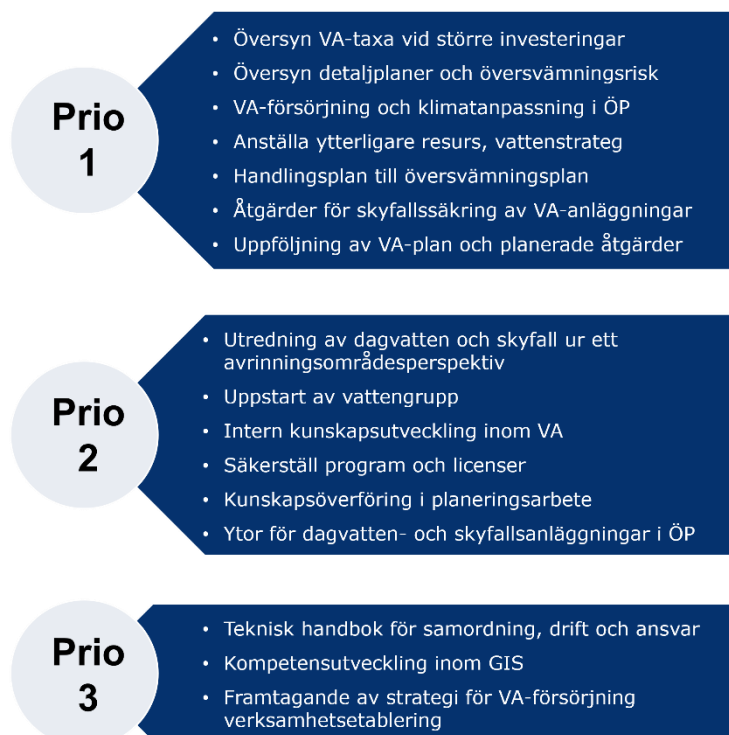 Prio
1
Översyn VA-taxa vid större investeringar
Översyn detaljplaner och översvämningsrisk
VA-försörjning och klimatanpassning i ÖP
Anställa ytterligare resurs, vattenstrateg
Handlingsplan till översvämningsplan
Åtgärder för skyfallssäkring av VA-anläggningar
Uppföljning av VA-plan och planerade åtgärder
Prio
2
Utredning av dagvatten och skyfall ur ett
avrinningsområdesperspektiv
Uppstart av vattengrupp
Intern kunskapsutveckling inom VA
Säkerställ program och licenser
Kunskapsöverföring i planeringsarbete
Ytor för dagvatten- och skyfallsanläggningar i ÖP
Prio
3
Teknisk handbok för samordning, drift och ansvar
Kompetensutveckling inom GIS
Framtagande av strategi för VA-försörjning
verksamhetsetablering